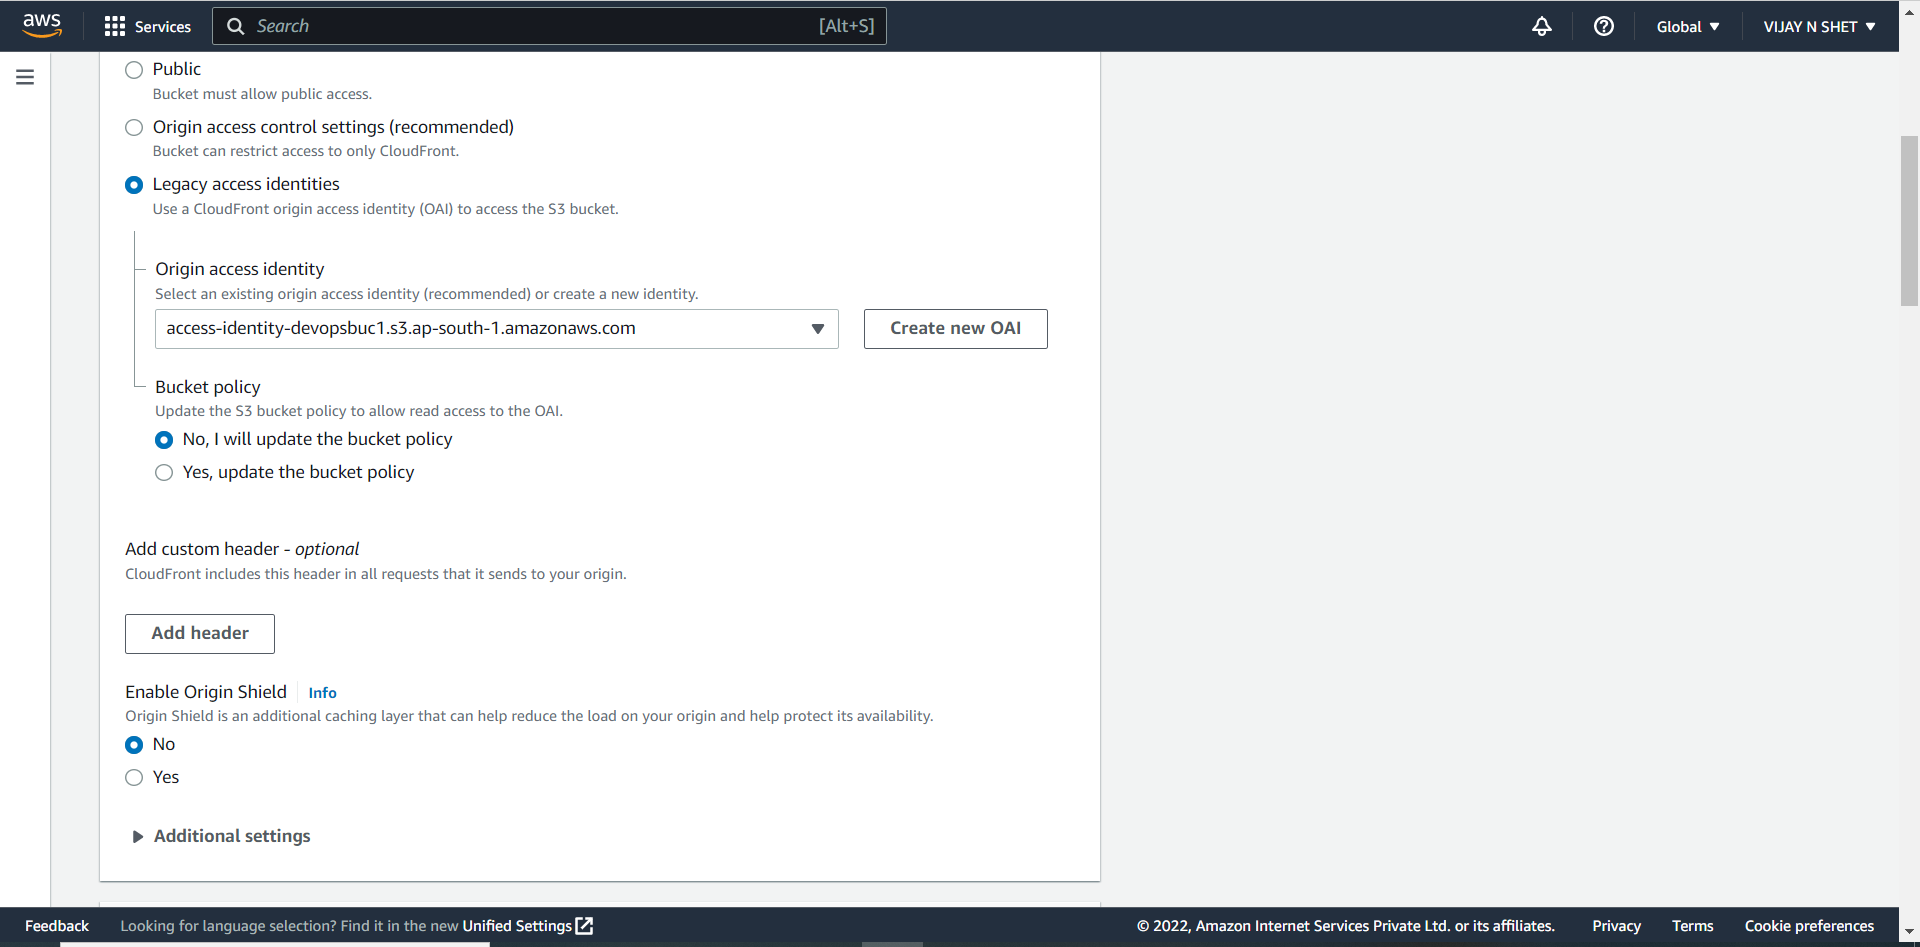 aws Services Search [Alt+S] Global VIJAY N SHET
Public
Bucket must allow public access.
Origin access control settings (recommended)
Bucket can restrict access to only CloudFront.
Legacy access identities
Use a CloudFront origin access identity (OAI) to access the S3 bucket.
Origin access identity
Select an existing origin access identity (recommended) or create a new identity.
access-identity-devopsbuc1.s3.ap-south-1.amazonaws.com Create new OAI
Bucket policy
Update the S3 bucket policy to allow read access to the OAI.
No, I will update the bucket policy
Yes, update the bucket policy
Add custom header - optional
CloudFront includes this header in all requests that it sends to your origin.
Add header
Enable Origin Shield Info
Origin Shield is an additional caching layer that can help reduce the load on your origin and help protect its availability.
No
Yes
Additional settings
Feedback Looking for language selection? Find it in the new Unified Settings © 2022, Amazon Internet Services Private Ltd. or its affiliates. Privacy Terms Cookie preferences